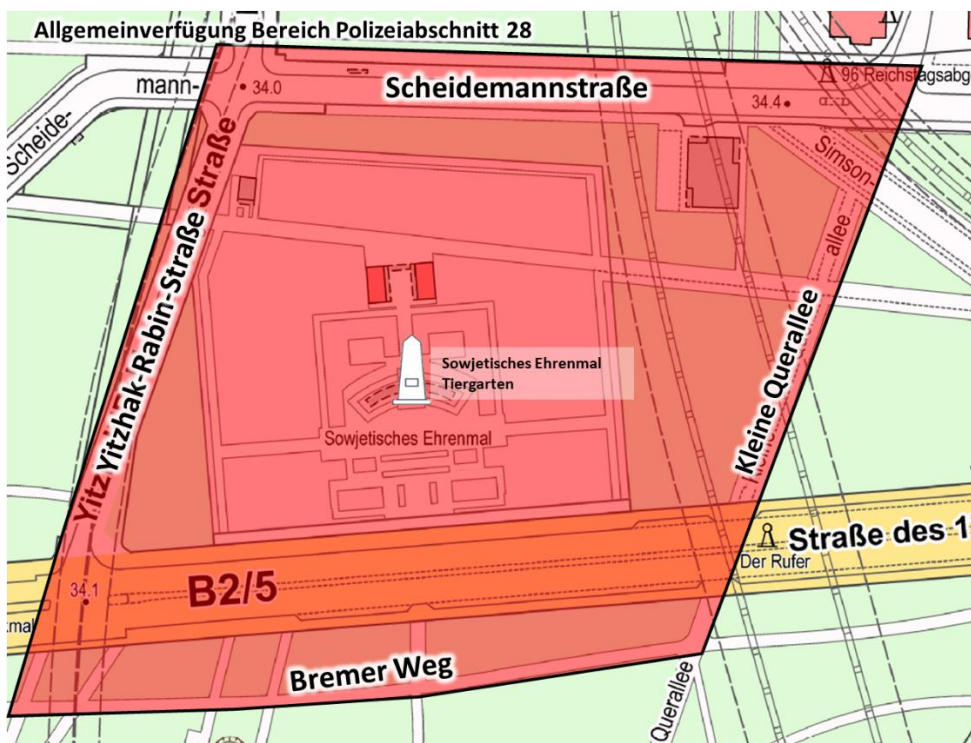 Allgemeinverfügung Bereich Polizeiabschnitt 28
mann-
34.0
Scheidemannstraße
34.4
96 Reichstagsabg
Scheide-
Simson-
allee
Straße
Yitzhak-Rabin-Straße
Yitz
Kleine Querallee
Sowjetisches Ehrenmal
Tiergarten
Sowjetisches Ehrenmal
Straße des 1
Der Rufer
B2/5
34.1
kmal
Bremer Weg
Querallee